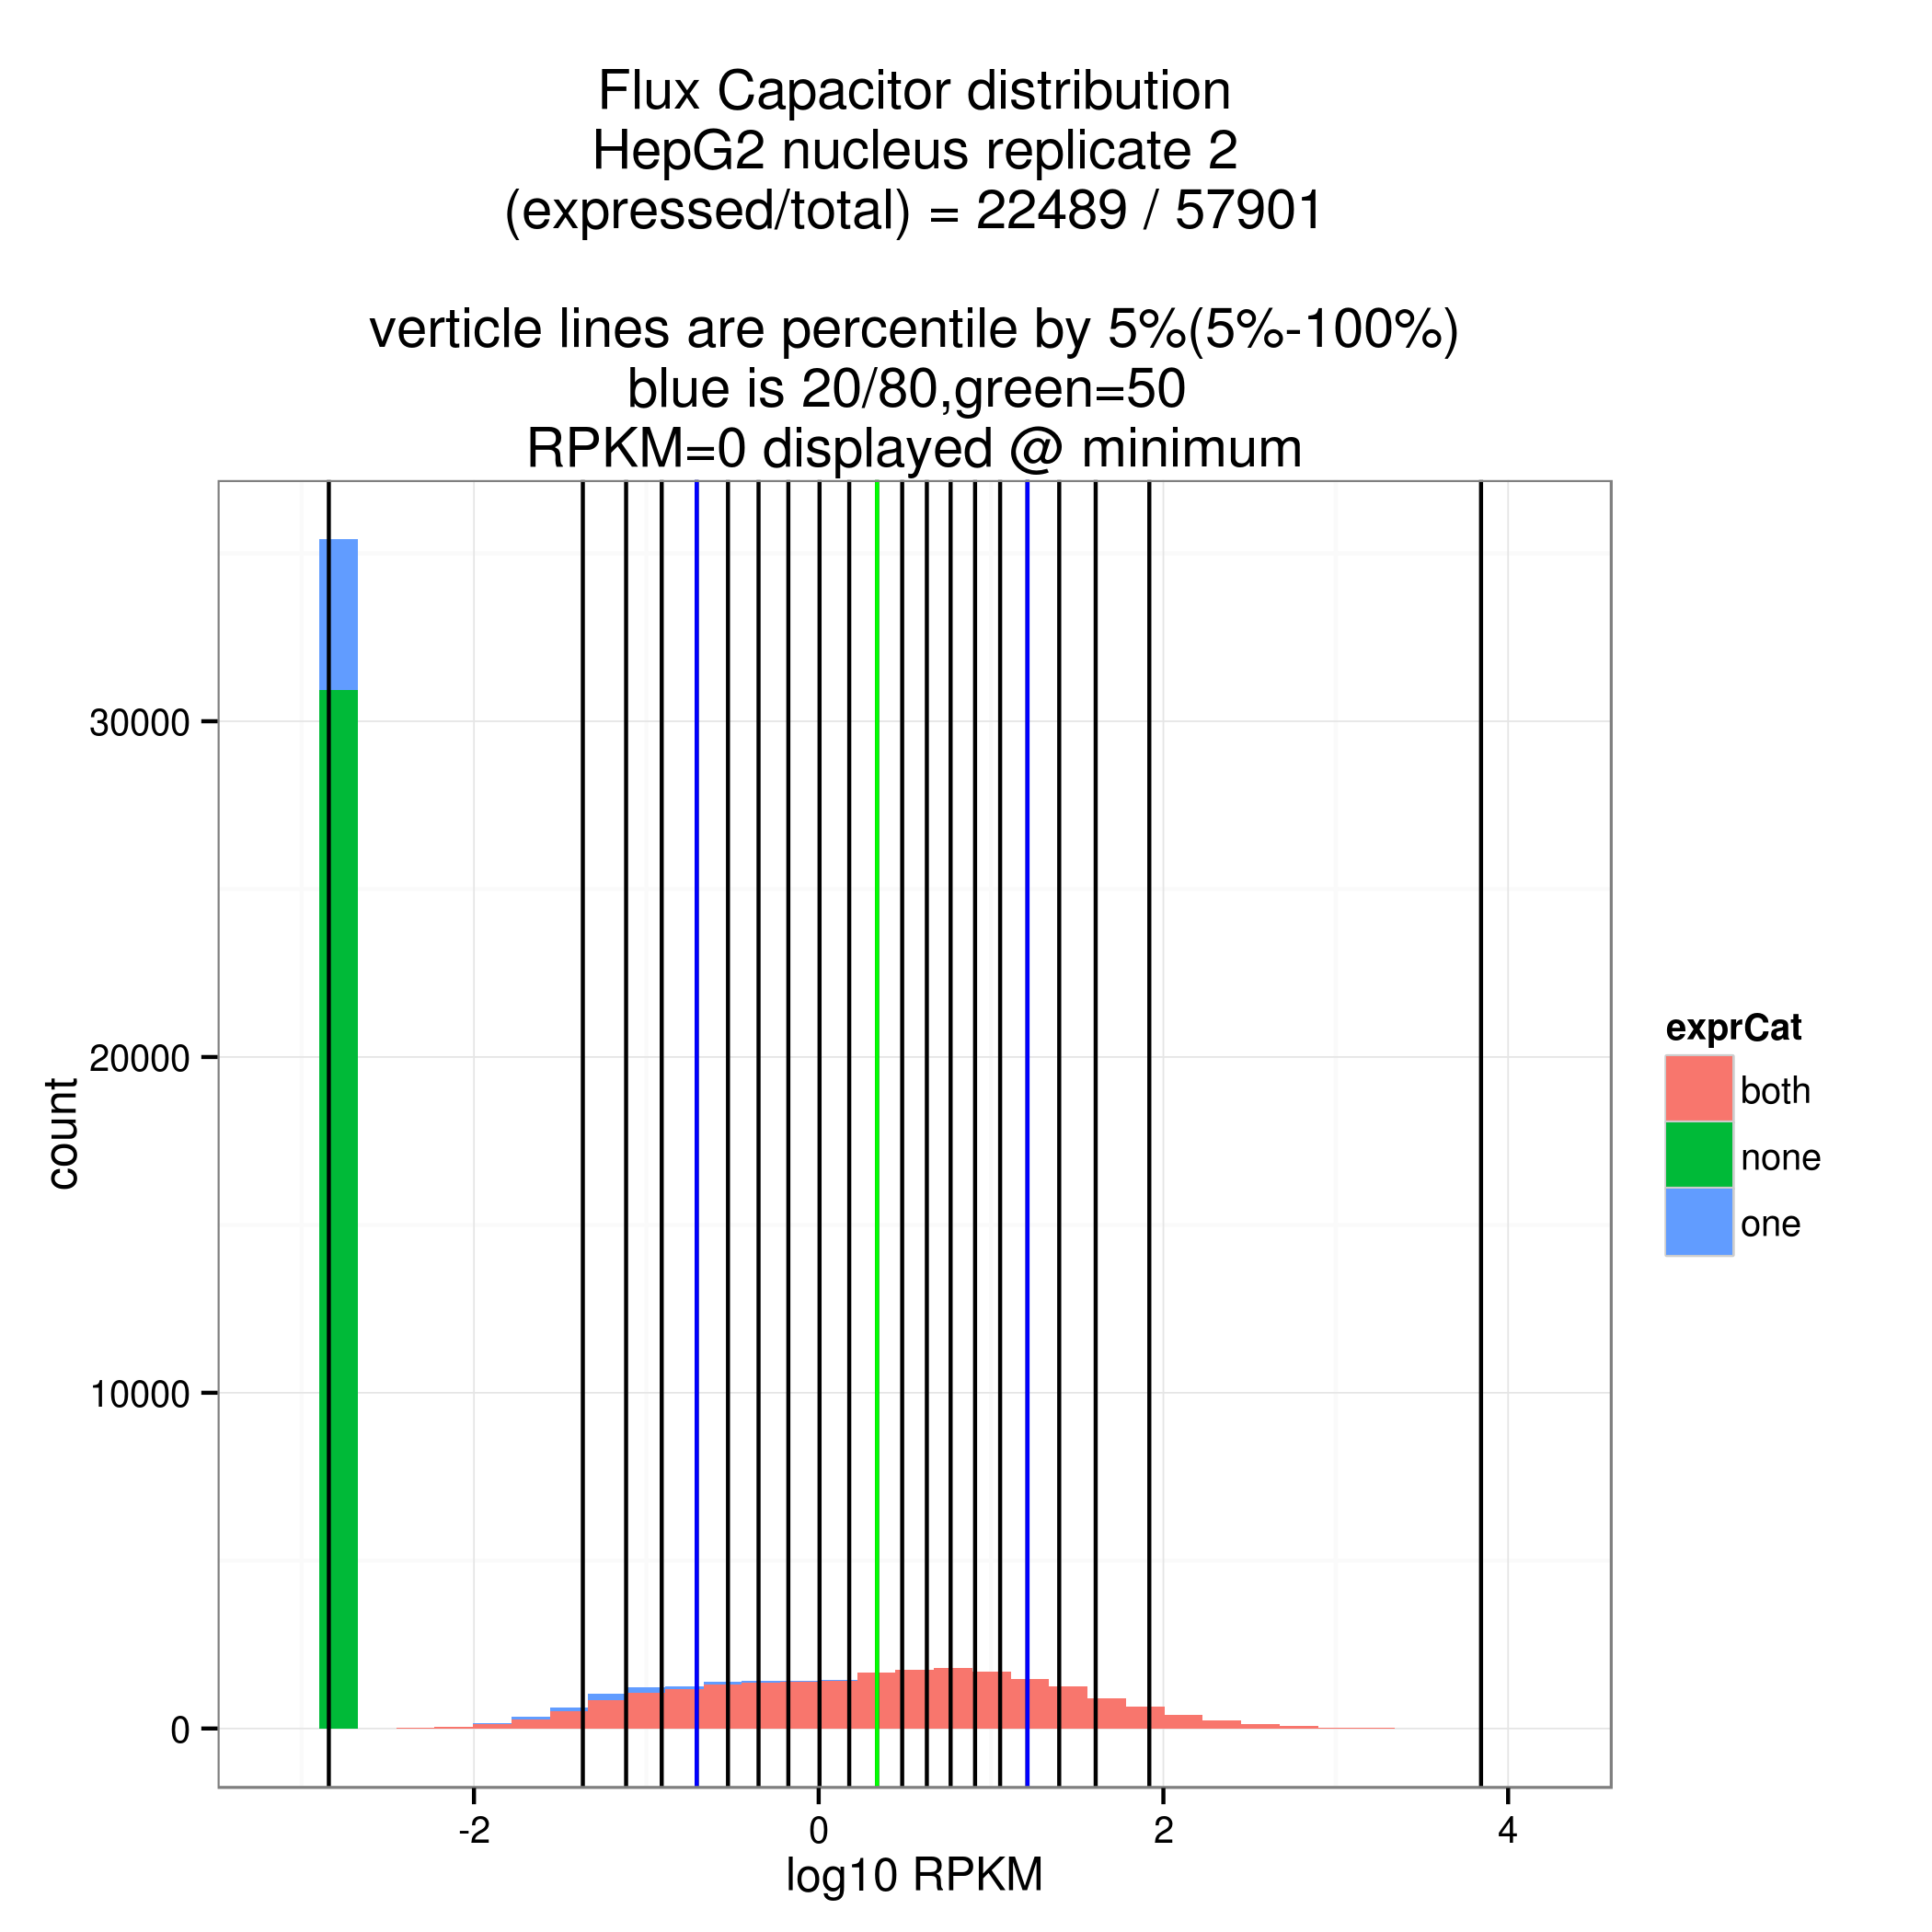 Flux Capacitor distribution
HepG2 nucleus replicate 2
(expressed/total) = 22489 / 57901
verticle lines are percentile by 5%(5%-100%)
blue is 20/80,green=50
RPKM=0 displayed @ minimum
30000
20000
10000
0
count
-2
0
2
4
log10 RPKM
exprCat
both
none
one